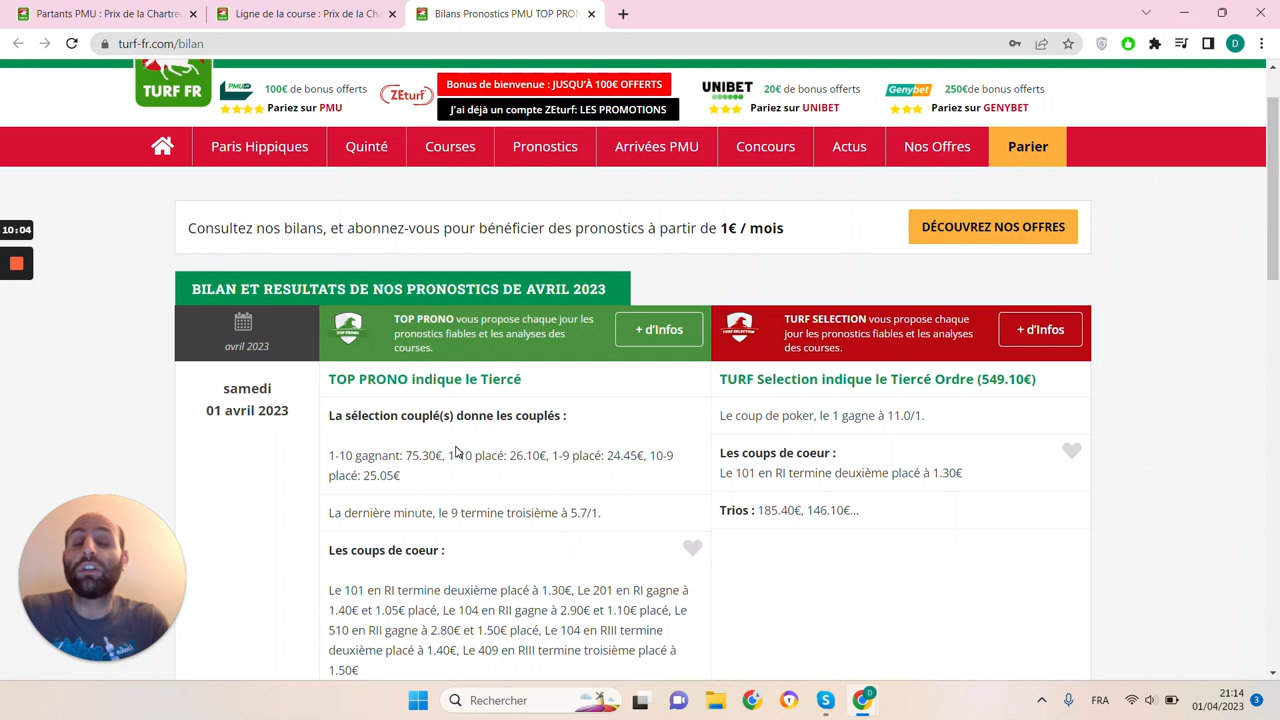 Partants PMU : Prix de la Chartre
Ligne de la course : Prix de la Cha
Bilans Pronostics PMU TOP PRON
turf-fr.com/bilan
D
TURF FR
PMU
100€ de bonus offerts
Pariez sur PMU
ZEturf
Bonus de bienvenue : JUSQU'À 100€ OFFERTS
J'ai déjà un compte ZEturf: LES PROMOTIONS
UNIBET
20€ de bonus offerts
Pariez sur UNIBET
Genybet
250€de bonus offerts
Pariez sur GENYBET
Paris Hippiques
Quinté
Courses
Pronostics
Arrivées PMU
Concours
Actus
Nos Offres
Parier
10:04
Consultez nos bilans, et abonnez-vous pour bénéficier des pronostics à partir de 1€ / mois
DÉCOUVREZ NOS OFFRES
BILAN ET RESULTATS DE NOS PRONOSTICS DE AVRIL 2023
avril 2023
TOP PRONO
TOP PRONO vous propose chaque jour les
pronostics fiables et les analyses des
courses.
+ d'Infos
TURF SELECTION
TURF SELECTION vous propose chaque
jour les pronostics fiables et les analyses
des courses.
+ d'Infos
samedi
01 avril 2023
TOP PRONO indique le Tiercé
La sélection couplé(s) donne les couplés :
1-10 gagnant: 75.30€, 1-10 placé: 26.10€, 1-9 placé: 24.45€, 10-9
placé: 25.05€
La dernière minute, le 9 termine troisième à 5.7/1.
Les coups de coeur :
Le 101 en RI termine deuxième placé à 1.30€, Le 201 en RI gagne à
1.40€ et 1.05€ placé, Le 104 en RII gagne à 2.90€ et 1.10€ placé, Le
510 en RII gagne à 2.80€ et 1.50€ placé, Le 104 en RIII termine
deuxième placé à 1.40€, Le 409 en RIII termine troisième placé à
1.50€
TURF Selection indique le Tiercé Ordre (549.10€)
Le coup de poker, le 1 gagne à 11.0/1.
Les coups de coeur :
Le 101 en RI termine deuxième placé à 1.30€
Trios : 185.40€, 146.10€...
Rechercher
D
FRA
21:14
01/04/2023
3